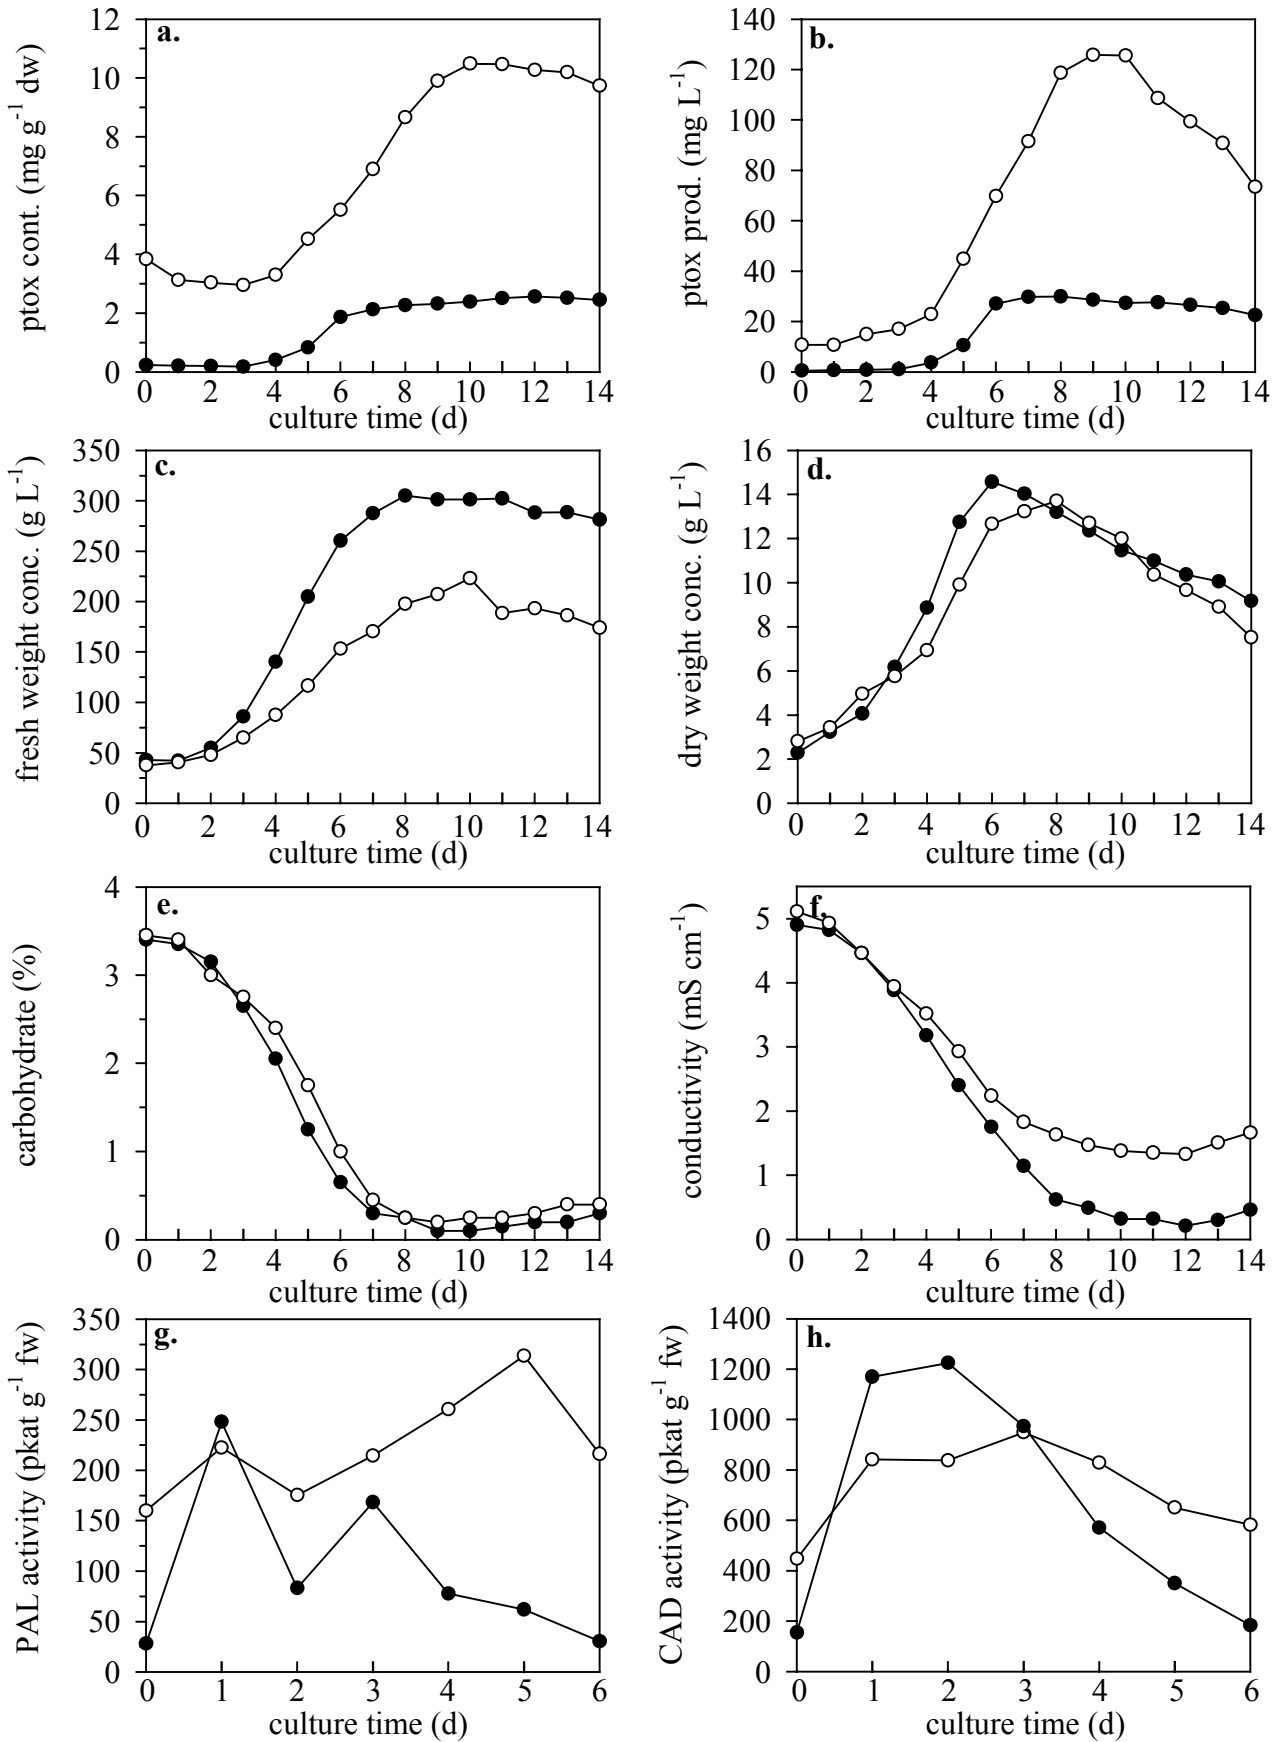 a.
ptox cont. (mg g-1 dw)
12
10
8
6
4
2
0
0 2 4 6 8 10 12 14
culture time (d)
b.
ptox prod. (mg L-1)
140
120
100
80
60
40
20
0
0 2 4 6 8 10 12 14
culture time (d)
c.
fresh weight conc. (g L-1)
350
300
250
200
150
100
50
0
0 2 4 6 8 10 12 14
culture time (d)
d.
dry weight conc. (g L-1)
16
14
12
10
8
6
4
2
0
0 2 4 6 8 10 12 14
culture time (d)
e.
carbohydrate (%)
4
3
2
1
0
0 2 4 6 8 10 12 14
culture time (d)
f.
conductivity (mS cm-1)
5
4
3
2
1
0
0 2 4 6 8 10 12 14
culture time (d)
g.
PAL activity (pkat g-1 fw)
350
300
250
200
150
100
50
0
0 1 2 3 4 5 6
culture time (d)
h.
CAD activity (pkat g-1 fw)
1400
1200
1000
800
600
400
200
0
0 1 2 3 4 5 6
culture time (d)